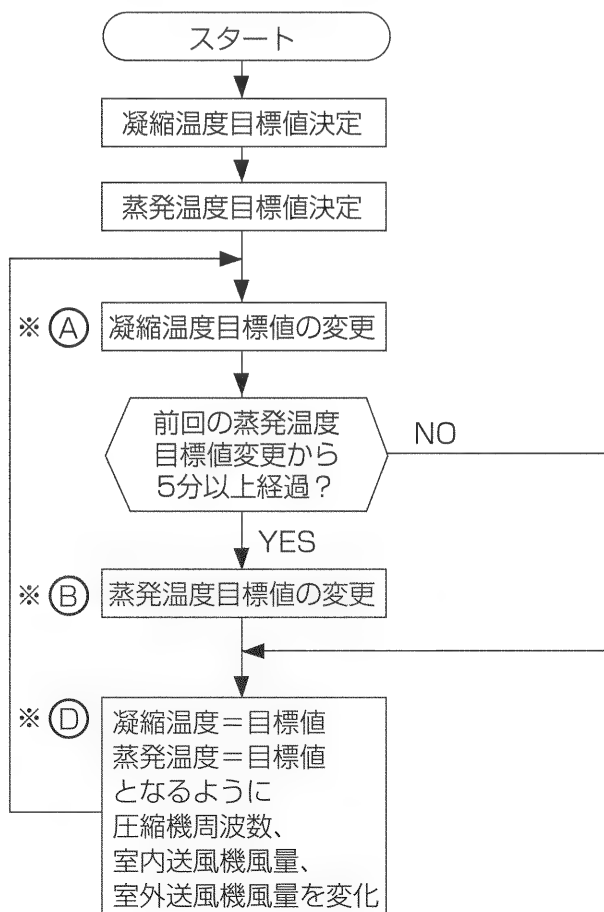 スタート
凝縮温度目標値決定
蒸発温度目標値決定
※Ⓐ 凝縮温度目標値の変更
前回の蒸発温度
目標値変更から
5分以上経過？
NO
YES
※Ⓑ 蒸発温度目標値の変更
※Ⓓ 凝縮温度＝目標値
蒸発温度＝目標値
となるように
圧縮機周波数、
室内送風機風量、
室外送風機風量を変化